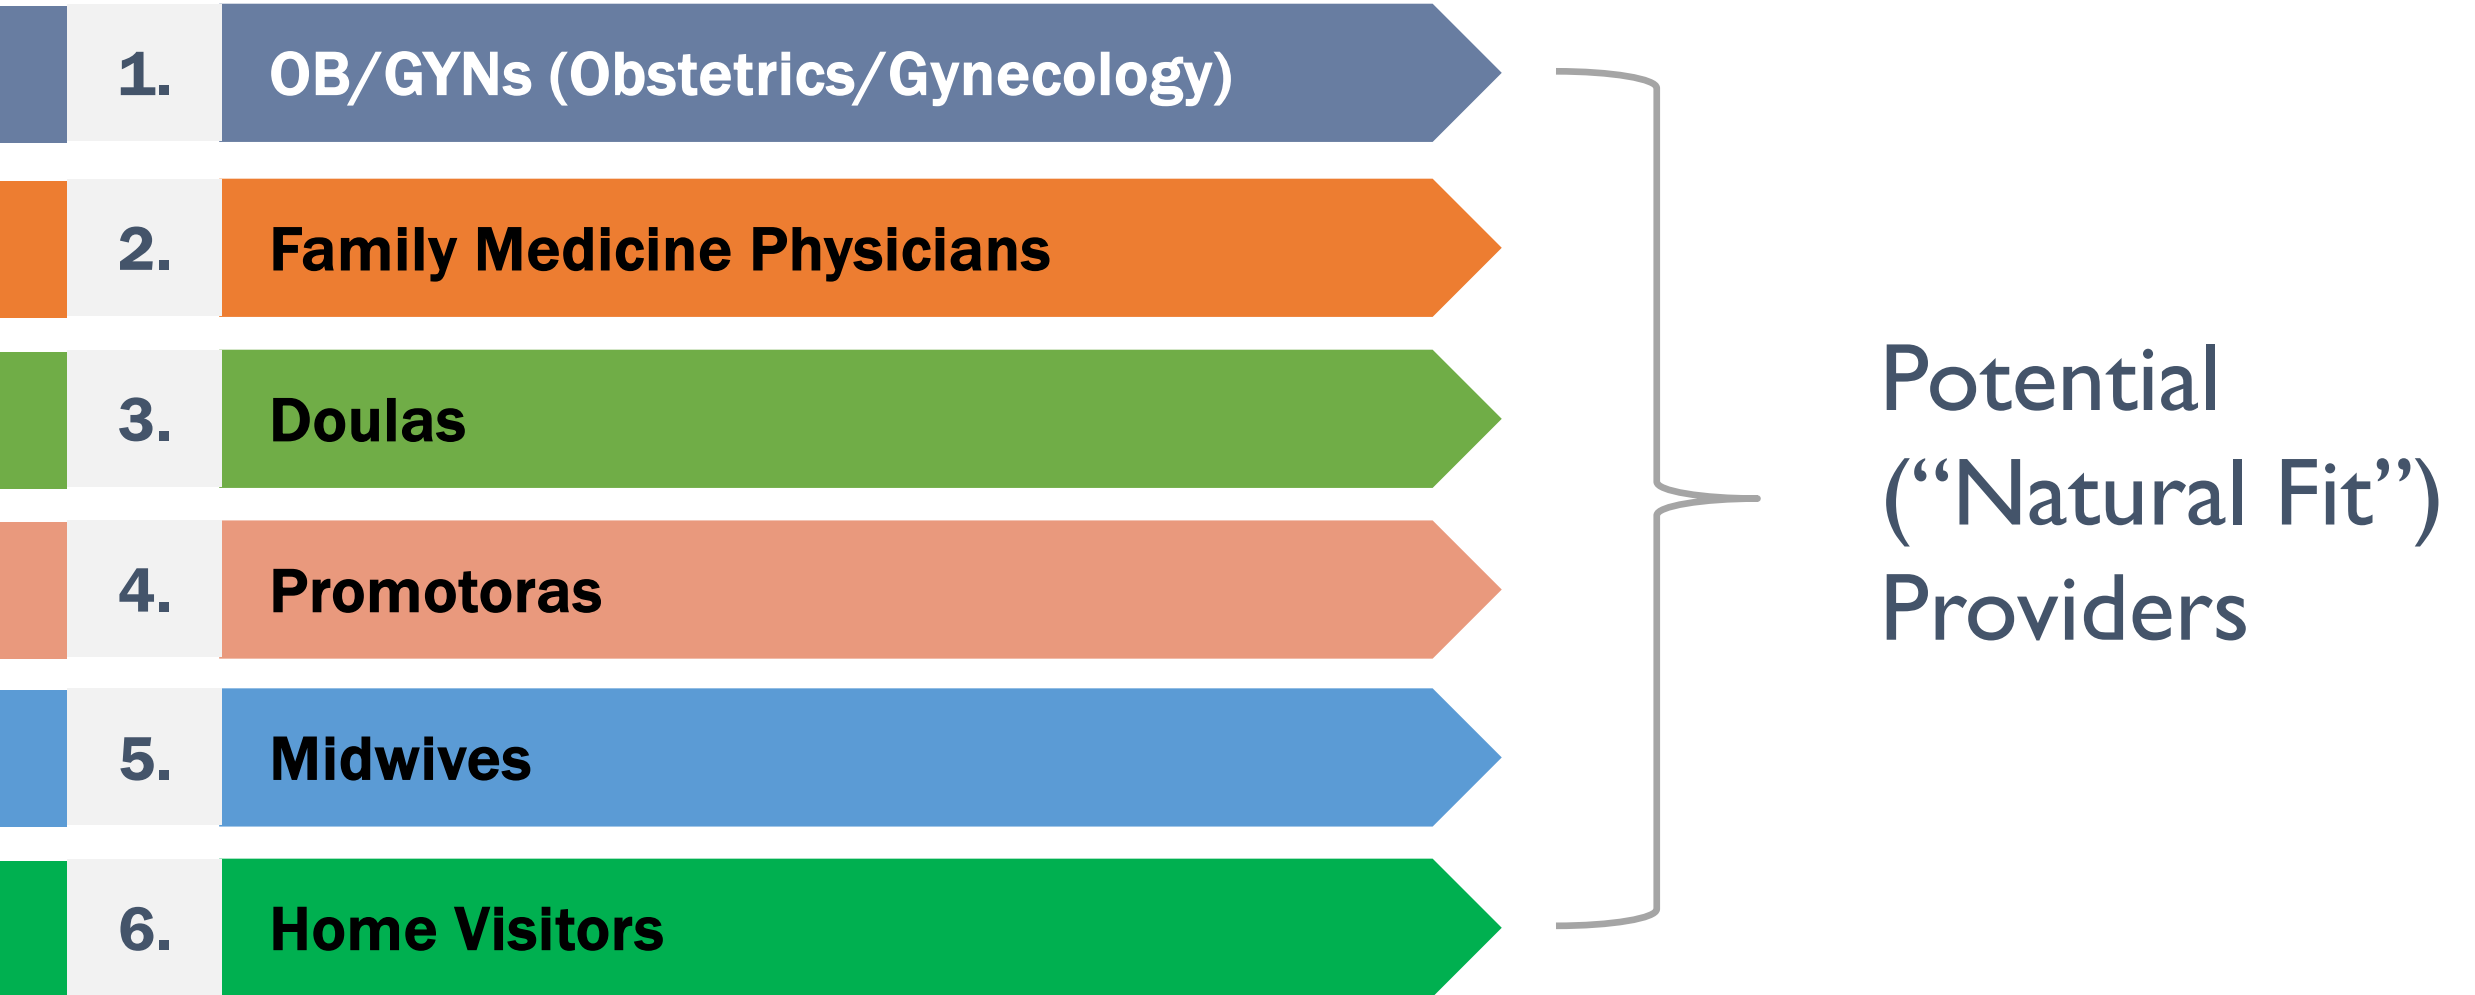 1. OB/GYNs (Obstetrics/Gynecology)
2. Family Medicine Physicians
3. Doulas
4. Promotoras
5. Midwives
6. Home Visitors
Potential
(“Natural Fit”)
Providers